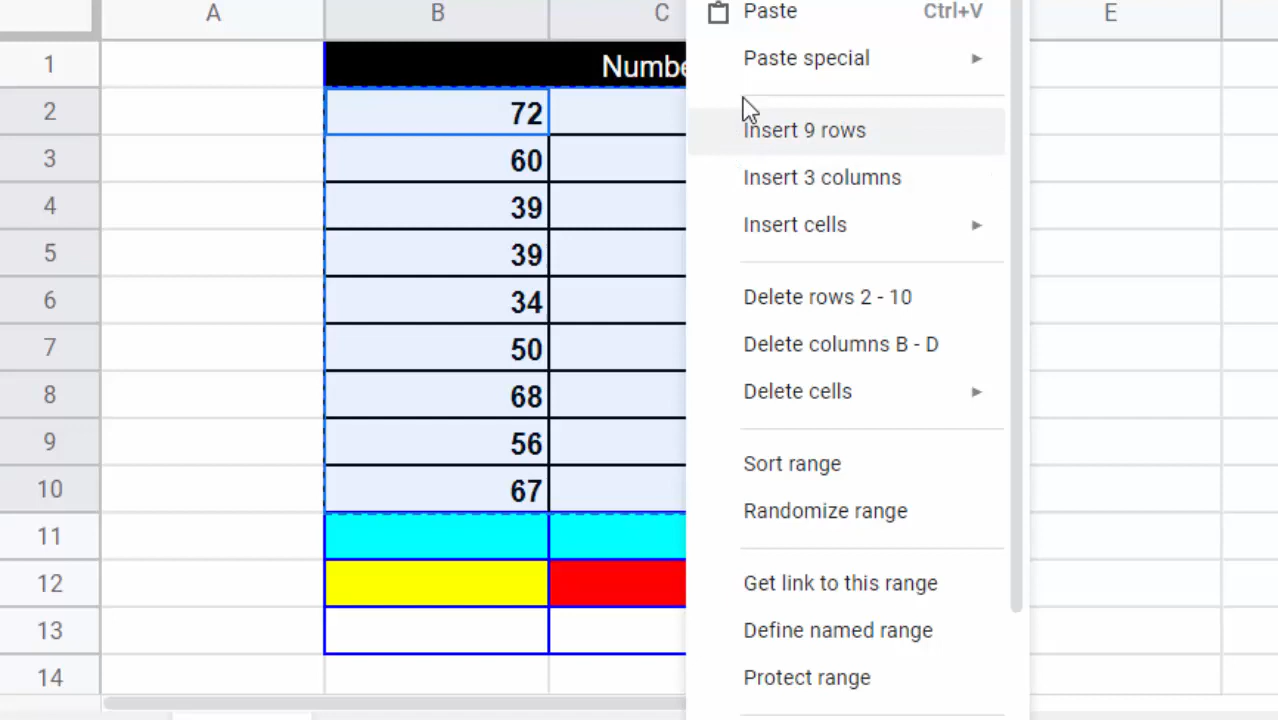 A B C E
Paste Ctrl+V
1
Paste special
2 72
Insert 9 rows
3 60
Insert 3 columns
4 39
Insert cells
5 39
6 34
Delete rows 2 - 10
7 50
Delete columns B - D
8 68
Delete cells
9 56
Sort range
10 67
Randomize range
11
12
Get link to this range
13
Define named range
14
Protect range